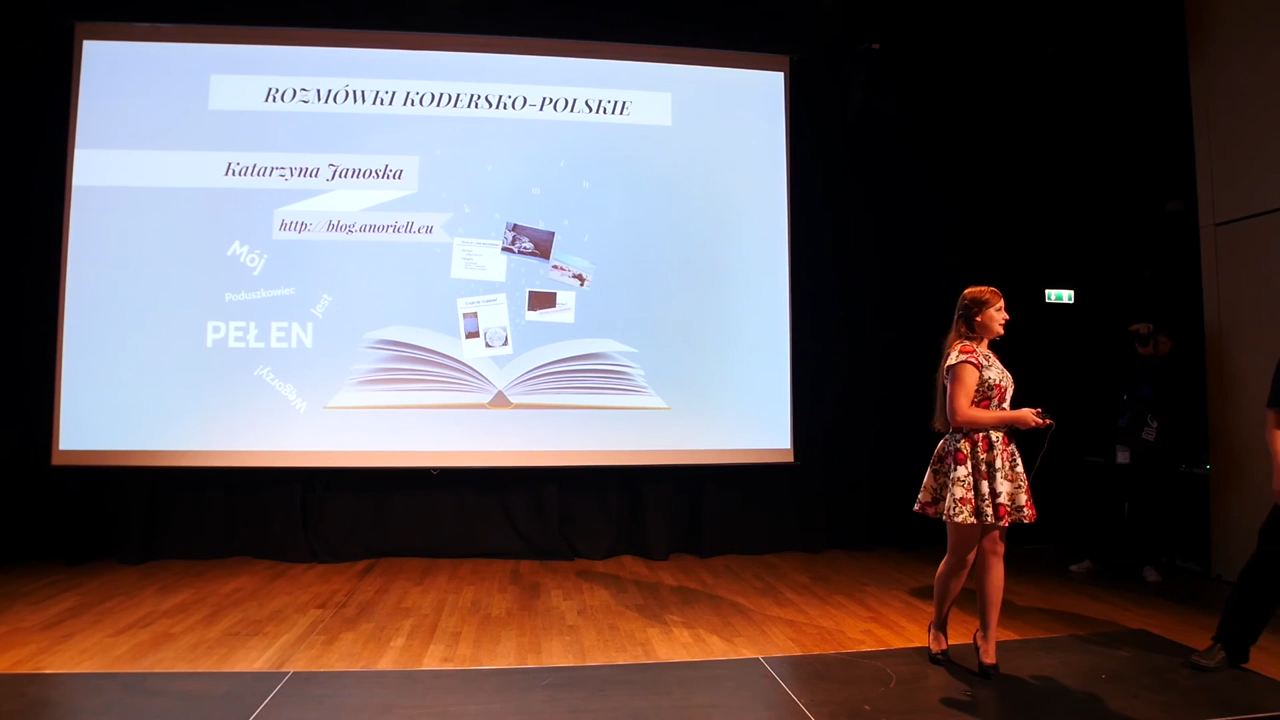 ROZMÓWKI KODERSKO-POLSKIE
Katarzyna Janoska
http://blog.anoriell.eu
Mój
Poduszkowiec
Jest
PEŁEN
Węgorzy!